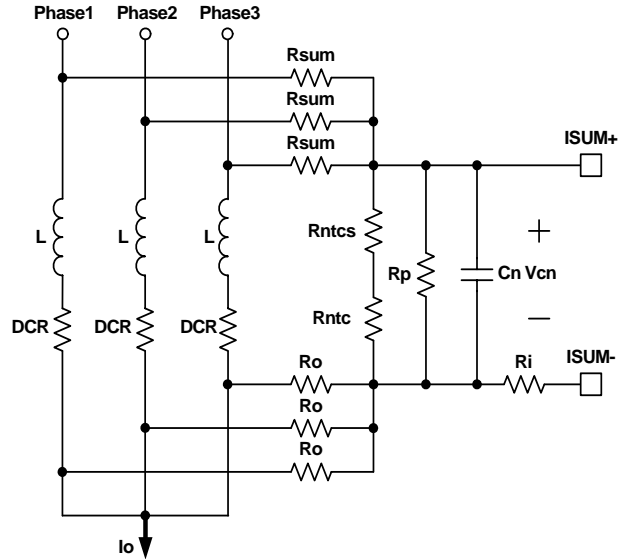 Phase1 Phase2 Phase3
Rsum
Rsum
Rsum
ISUM+
L
L
L
Rntcs
Rp
Cn Vcn
+
−
DCR
DCR
DCR
Rntc
Ro
Ro
Ro
Ri
ISUM-
Io